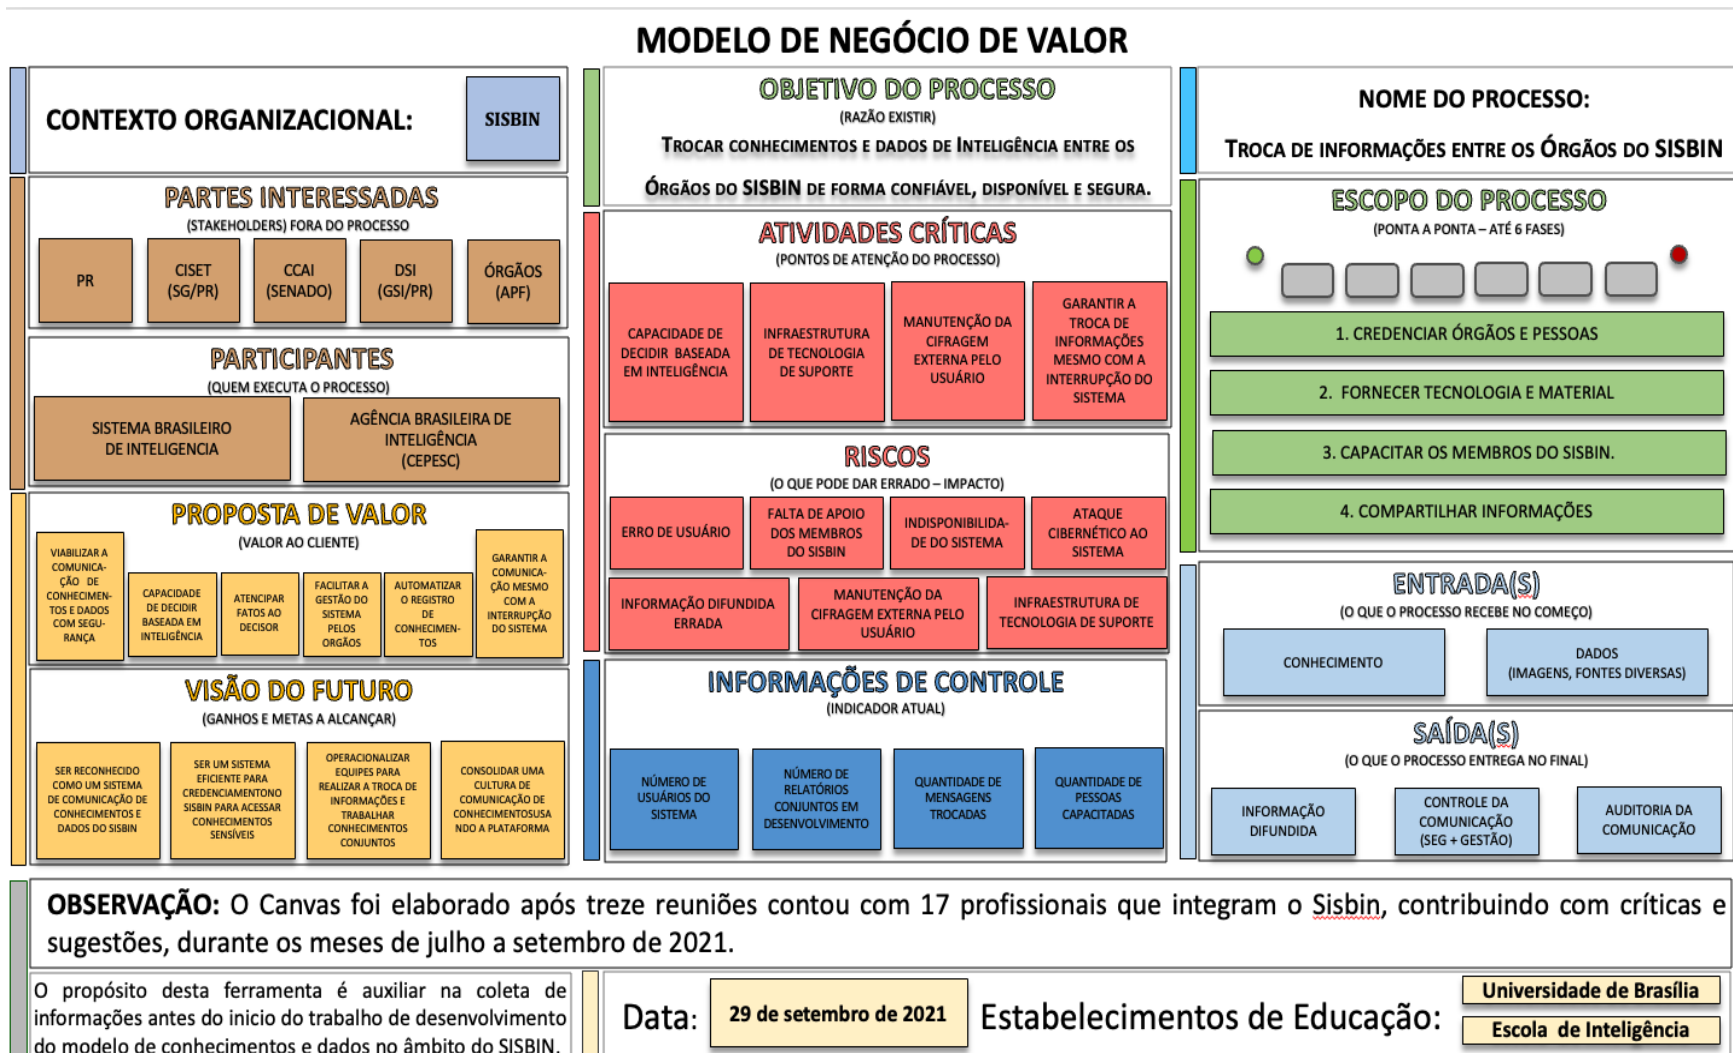 MODELO DE NEGÓCIO DE VALOR
CONTEXTO ORGANIZACIONAL:
SISBIN
PARTES INTERESSADAS
(STAKEHOLDERS) FORA DO PROCESSO
PR
CISET
(SG/PR)
CCAI
(SENADO)
DSI
(GSI/PR)
ÓRGÃOS
(APF)
PARTICIPANTES
(QUEM EXECUTA O PROCESSO)
SISTEMA BRASILEIRO
DE INTELIGENCIA
AGÊNCIA BRASILEIRA DE
INTELIGÊNCIA
(CEPESC)
PROPOSTA DE VALOR
(VALOR AO CLIENTE)
VIABILIZAR A
COMUNICA-
ÇÃO DE
CONHECIMEN-
TOS E DADOS
COM SEGU-
RANÇA
CAPACIDADE
DE DECIDIR
BASEADA EM
INTELIGÊNCIA
ATENCIPAR
FATOS AO
DECISOR
FACILITAR A
GESTÃO DO
SISTEMA
PELOS
ORGÃOS
AUTOMATIZAR
O REGISTRO
DE
CONHECIMEN-
TOS
GARANTIR A
COMUNICA-
ÇÃO MESMO
COM A
INTERRUPÇÃO
DO SISTEMA
VISÃO DO FUTURO
(GANHOS E METAS A ALCANÇAR)
SER RECONHECIDO
COMO UM SISTEMA
DE COMUNICAÇÃO DE
CONHECIMENTOS E
DADOS DO SISBIN
SER UM SISTEMA
EFICIENTE PARA
CREDENCIAMENTONO
SISBIN PARA ACESSAR
CONHECIMENTOS
SENSÍVEIS
OPERACIONALIZAR
EQUIPES PARA
REALIZAR A TROCA DE
INFORMAÇÕES E
TRABALHAR
CONHECIMENTOS
CONJUNTOS
CONSOLIDAR UMA
CULTURA DE
COMUNICAÇÃO DE
CONHECIMENTOSUSA
NDO A PLATAFORMA
OBJETIVO DO PROCESSO
(RAZÃO EXISTIR)
TROCAR CONHECIMENTOS E DADOS DE INTELIGÊNCIA ENTRE OS
ÓRGÃOS DO SISBIN DE FORMA CONFIÁVEL, DISPONÍVEL E SEGURA.
ATIVIDADES CRÍTICAS
(PONTOS DE ATENÇÃO DO PROCESSO)
CAPACIDADE DE
DECIDIR BASEADA
EM INTELIGÊNCIA
INFRAESTRUTURA
DE TECNOLOGIA
DE SUPORTE
MANUTENÇÃO DA
CIFRAGEM
EXTERNA PELO
USUÁRIO
GARANTIR A
TROCA DE
INFORMAÇÕES
MESMO COM A
INTERRUPÇÃO DO
SISTEMA
RISCOS
(O QUE PODE DAR ERRADO – IMPACTO)
ERRO DE USUÁRIO
FALTA DE APOIO
DOS MEMBROS
DO SISBIN
INDISPONIBILIDA-
DE DO SISTEMA
ATAQUE
CIBERNÉTICO AO
SISTEMA
INFORMAÇÃO DIFUNDIDA
ERRADA
MANUTENÇÃO DA
CIFRAGEM EXTERNA PELO
USUÁRIO
INFRAESTRUTURA DE
TECNOLOGIA DE SUPORTE
INFORMAÇÕES DE CONTROLE
(INDICADOR ATUAL)
NÚMERO DE
USUÁRIOS DO
SISTEMA
NÚMERO DE
RELATÓRIOS
CONJUNTOS EM
DESENVOLVIMENTO
QUANTIDADE DE
MENSAGENS
TROCADAS
QUANTIDADE DE
PESSOAS
CAPACITADAS
NOME DO PROCESSO:
TROCA DE INFORMAÇÕES ENTRE OS ÓRGÃOS DO SISBIN
ESCOPO DO PROCESSO
(PONTA A PONTA – ATÉ 6 FASES)
1. CREDENCIAR ÓRGÃOS E PESSOAS
2. FORNECER TECNOLOGIA E MATERIAL
3. CAPACITAR OS MEMBROS DO SISBIN.
4. COMPARTILHAR INFORMAÇÕES
ENTRADA(S)
(O QUE O PROCESSO RECEBE NO COMEÇO)
CONHECIMENTO
DADOS
(IMAGENS, FONTES DIVERSAS)
SAÍDA(S)
(O QUE O PROCESSO ENTREGA NO FINAL)
INFORMAÇÃO
DIFUNDIDA
CONTROLE DA
COMUNICAÇÃO
(SEG + GESTÃO)
AUDITORIA DA
COMUNICAÇÃO
OBSERVAÇÃO: O Canvas foi elaborado após treze reuniões contou com 17 profissionais que integram o Sisbin, contribuindo com críticas e
sugestões, durante os meses de julho a setembro de 2021.
O propósito desta ferramenta é auxiliar na coleta de
informações antes do inicio do trabalho de desenvolvimento
do modelo de conhecimentos e dados no âmbito do SISBIN.
Data:
29 de setembro de 2021
Estabelecimentos de Educação:
Universidade de Brasília
Escola de Inteligência